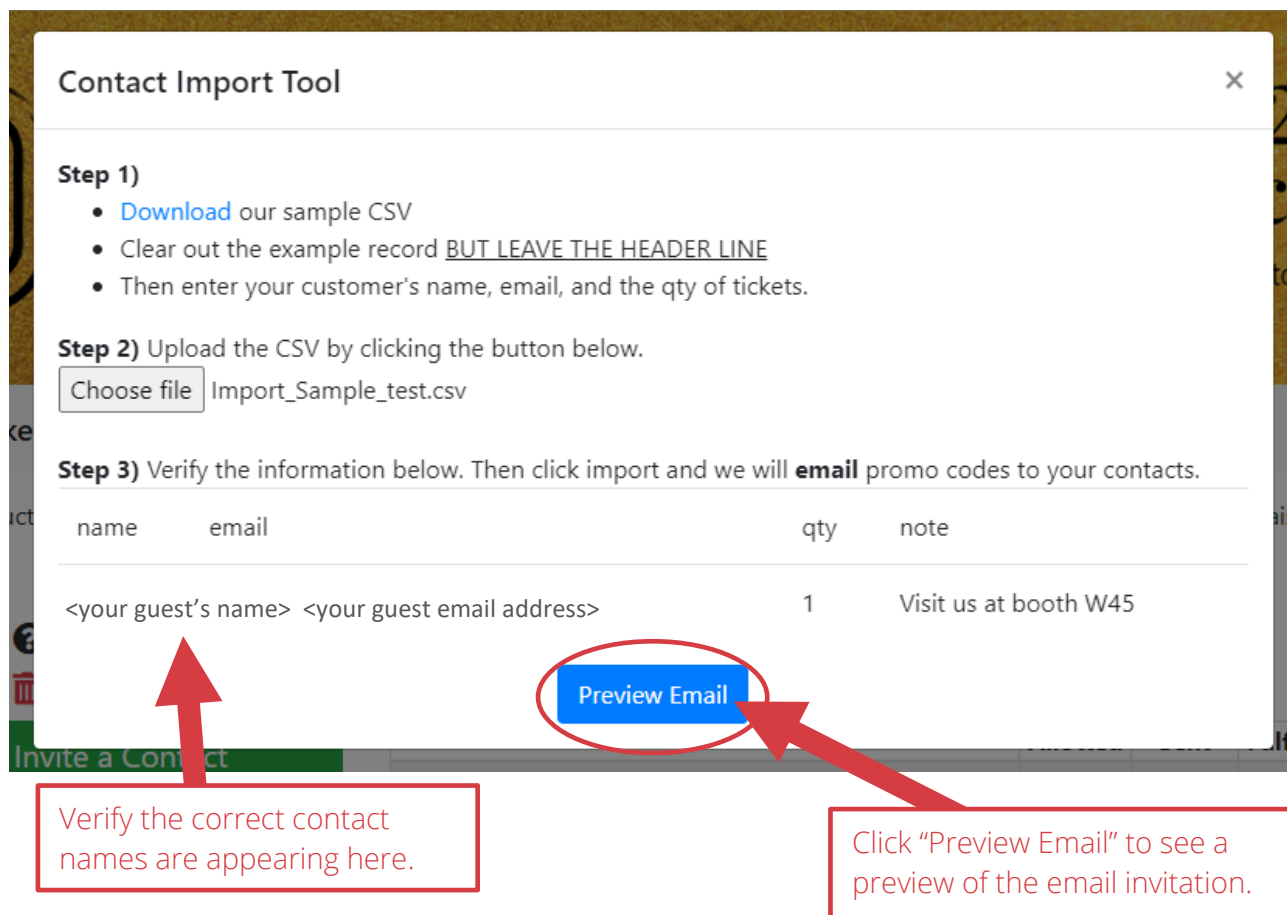 Contact Import Tool
×
Step 1)
• Download our sample CSV
• Clear out the example record BUT LEAVE THE HEADER LINE
• Then enter your customer's name, email, and the qty of tickets.
Step 2) Upload the CSV by clicking the button below.
Choose file Import_Sample_test.csv
Step 3) Verify the information below. Then click import and we will email promo codes to your contacts.
name email qty note
<your guest’s name> <your guest email address> 1 Visit us at booth W45
Preview Email
Invite a Contact
Verify the correct contact
names are appearing here.
Click “Preview Email” to see a
preview of the email invitation.